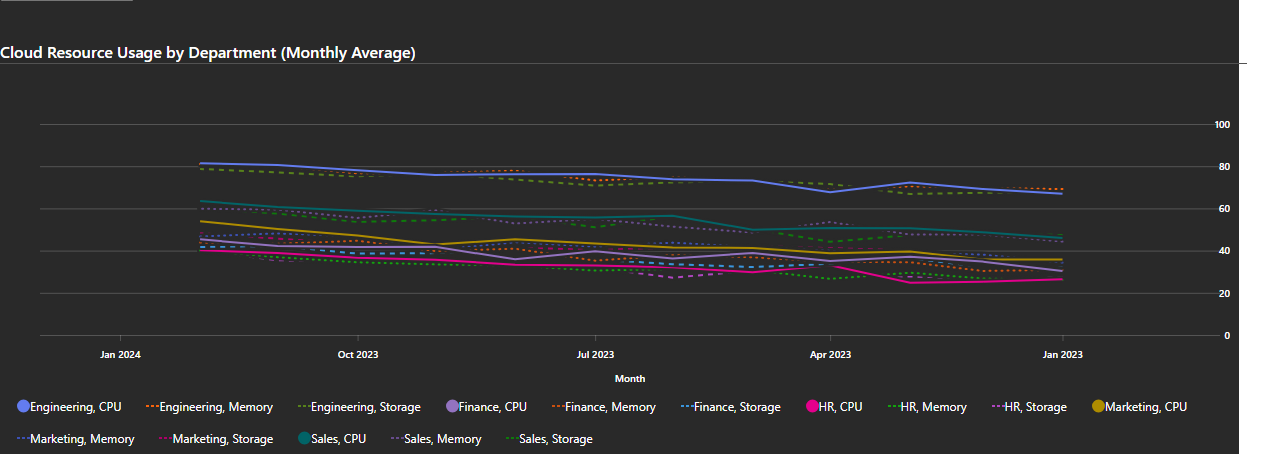 Cloud Resource Usage by Department (Monthly Average)
100
80
60
40
20
0
Jan 2024 Oct 2023 Jul 2023 Apr 2023 Jan 2023
Month
Engineering, CPU Engineering, Memory Engineering, Storage Finance, CPU Finance, Memory Finance, Storage HR, CPU HR, Memory HR, Storage Marketing, CPU
Marketing, Memory Marketing, Storage Sales, CPU Sales, Memory Sales, Storage